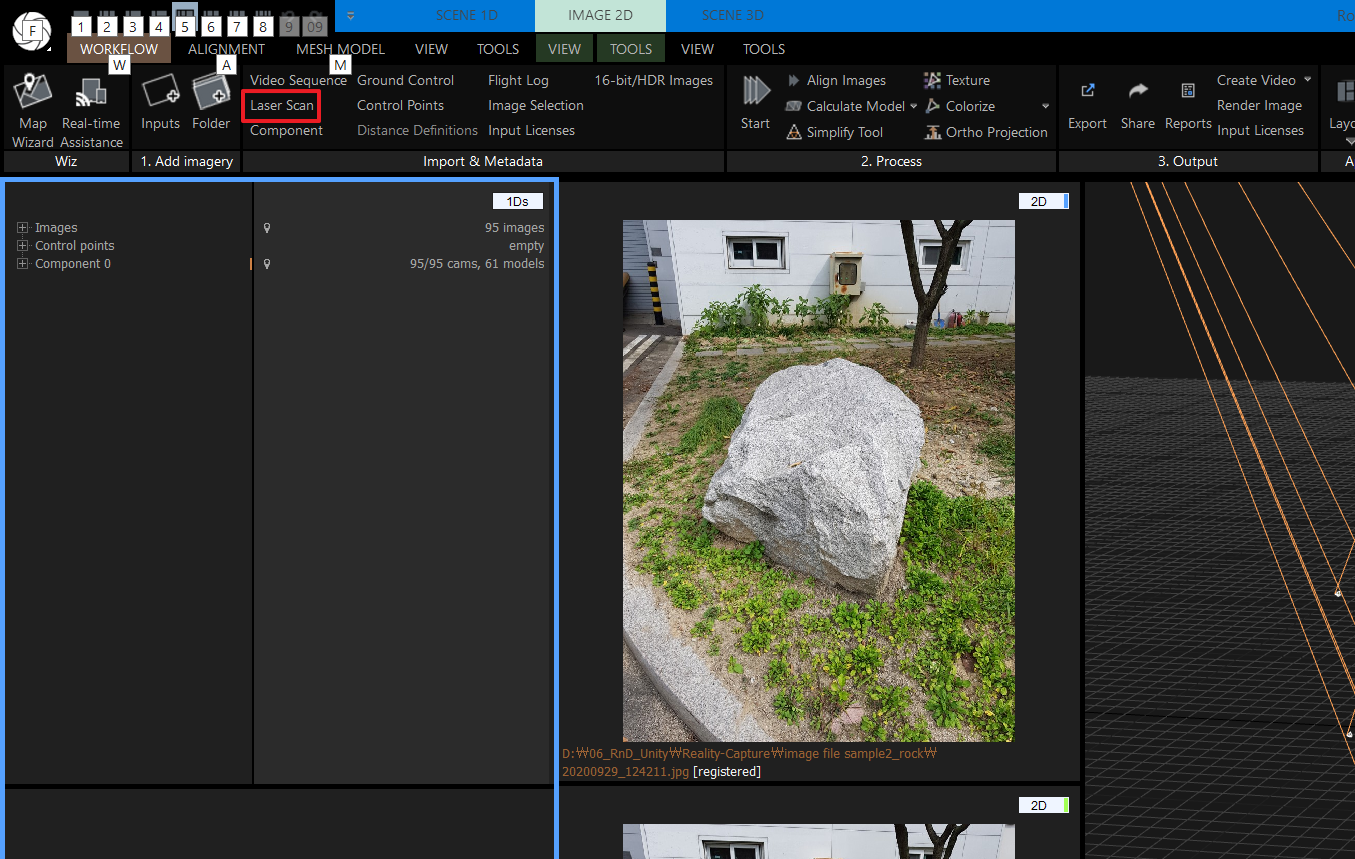 F
1 2 3 4 5 6 7 8 9 09
SCENE 1D IMAGE 2D SCENE 3D Ro
WORKFLOW ALIGNMENT MESH MODEL VIEW TOOLS VIEW TOOLS VIEW TOOLS
W A M
Video Sequence Ground Control Flight Log 16-bit/HDR Images Align Images Texture Create Video
Laser Scan Control Points Image Selection Calculate Model Colorize Render Image
Map Real-time Inputs Folder Start Export Share Reports Layo
Wizard Assistance Component Distance Definitions Input Licenses Simplify Tool Ortho Projection Input Licenses
Wiz 1. Add imagery Import & Metadata 2. Process 3. Output A
1Ds 2D
Images 95 images
Control points empty
Component 0 95/95 cams, 61 models
D:₩06_RnD_Unity₩Reality-Capture₩image file sample2_rock₩
20200929_124211.jpg [registered]
2D